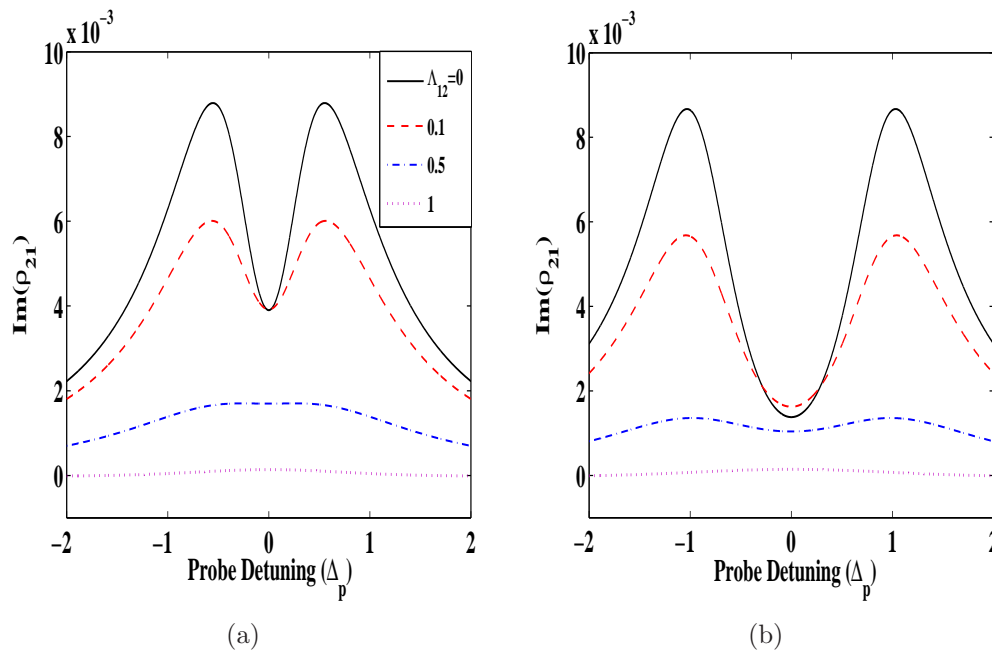 x 10⁻³
10
8
6
4
2
0
−2
−1
0
1
2
Im(ρ₂₁)
Probe Detuning (Δₚ)
Λ₁₂=0
0.1
0.5
1
(a)
x 10⁻³
10
8
6
4
2
0
−2
−1
0
1
2
Im(ρ₂₁)
Probe Detuning (Δₚ)
(b)